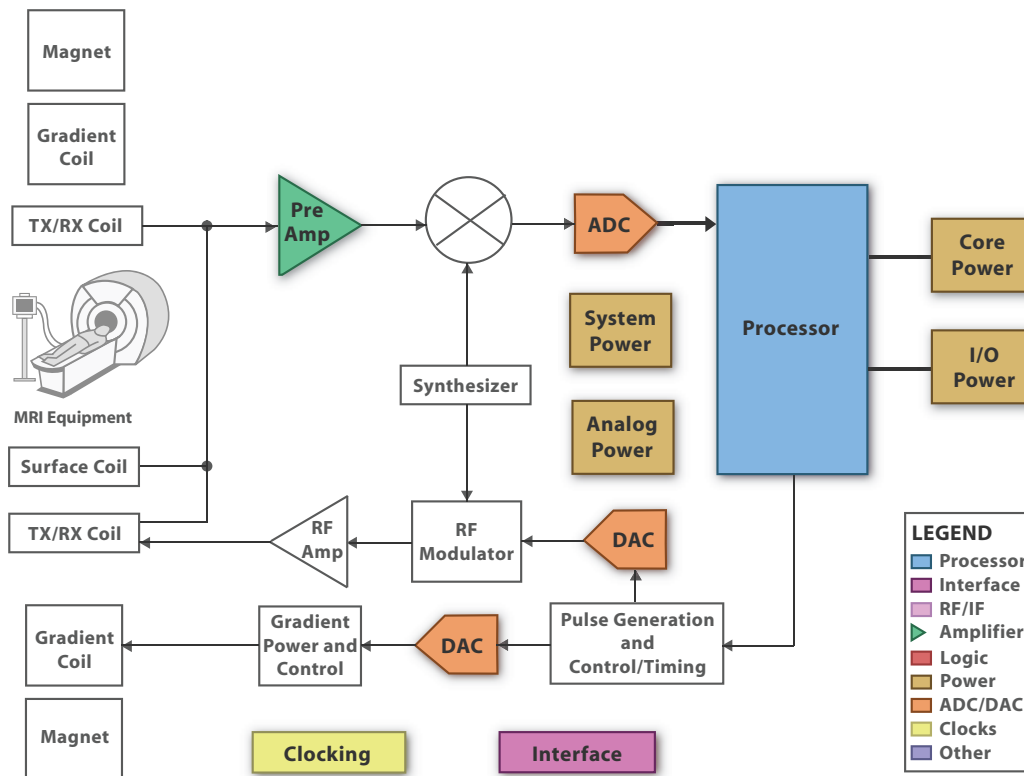 Magnet
Gradient
Coil
TX/RX Coil
Pre
Amp
ADC
Processor
Core
Power
System
Power
I/O
Power
Synthesizer
MRI Equipment
Analog
Power
Surface Coil
TX/RX Coil
RF
Amp
RF
Modulator
DAC
Gradient
Coil
Gradient
Power and
Control
DAC
Pulse Generation
and
Control/Timing
Magnet
Clocking
Interface
LEGEND
Processor
Interface
RF/IF
Amplifier
Logic
Power
ADC/DAC
Clocks
Other